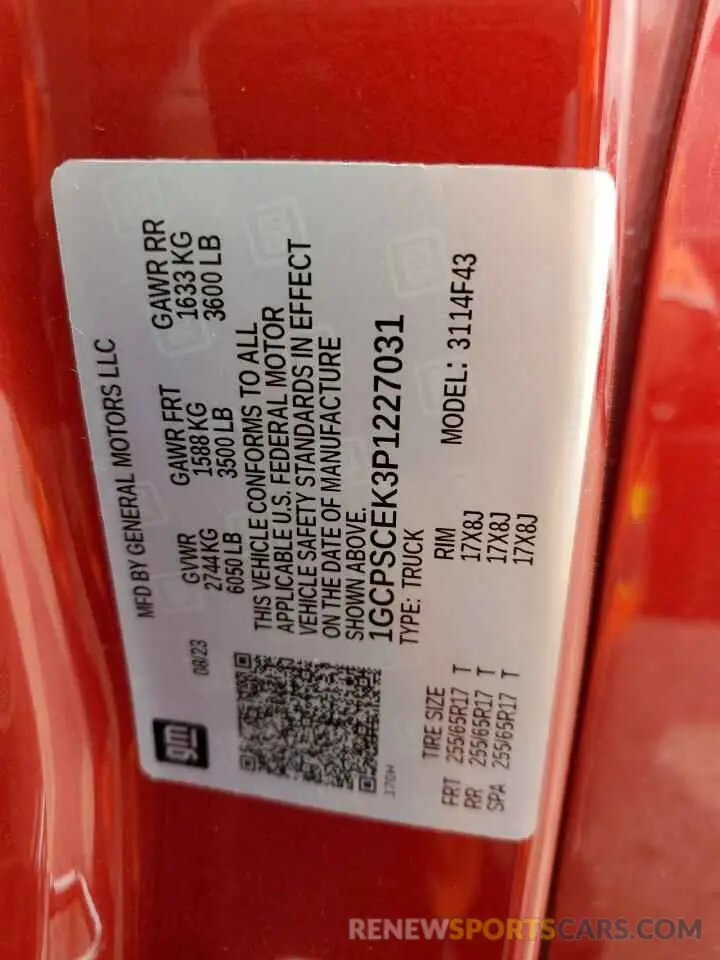 gm
08/23
MFD BY GENERAL MOTORS LLC
GVWR GAWR FRT GAWR RR
2744KG 1588 KG 1633 KG
6050 LB 3500 LB 3600 LB
THIS VEHICLE CONFORMS TO ALL
APPLICABLE U.S. FEDERAL MOTOR
VEHICLE SAFETY STANDARDS IN EFFECT
ON THE DATE OF MANUFACTURE
SHOWN ABOVE.
1GCPSCEK3P1227031
TYPE: TRUCK MODEL: 3114F43
TIRE SIZE RIM
FRT 255/65R17 T 17X8J
RR 255/65R17 T 17X8J
SPA 255/65R17 T 17X8J
RENEWSPORTSCARS.COM